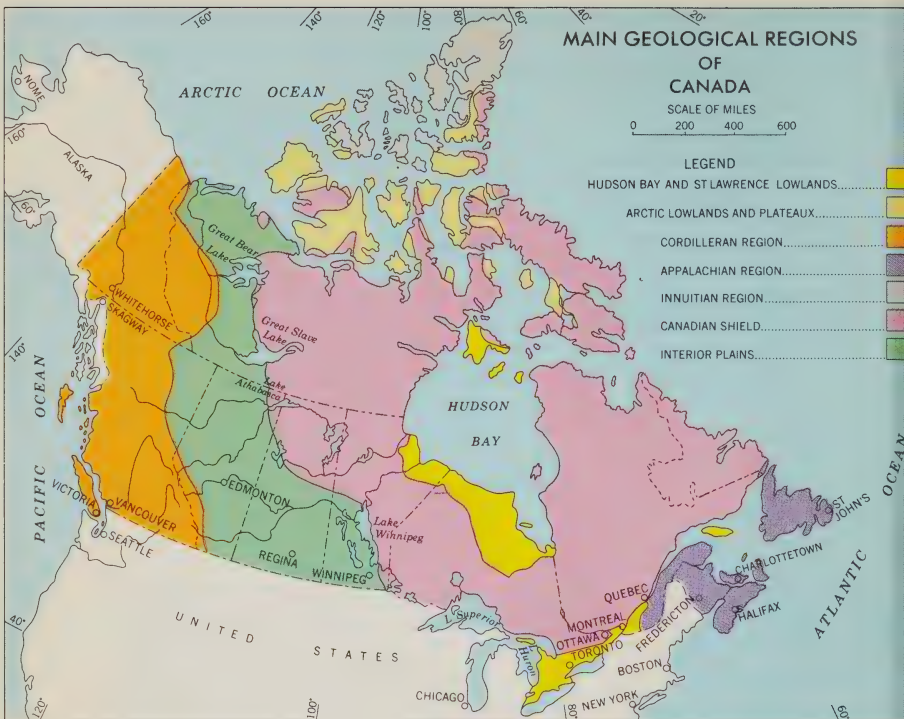 160°
140°
120°
100°
80°
60°
40°
20°
MAIN GEOLOGICAL REGIONS
OF
CANADA
SCALE OF MILES
0 200 400 600
LEGEND
HUDSON BAY AND ST LAWRENCE LOWLANDS
ARCTIC LOWLANDS AND PLATEAUX
CORDILLERAN REGION
APPALACHIAN REGION
INNUITIAN REGION
CANADIAN SHIELD
INTERIOR PLAINS
NOME
ARCTIC OCEAN
160°
ALASKA
60°
Great Bear
Lake
WHITEHORSE
SKAGWAY
Great Slave
Lake
140°
PACIFIC OCEAN
Lake
Athabasca
HUDSON
BAY
EDMONTON
VICTORIA
VANCOUVER
SEATTLE
Lake
Winnipeg
REGINA
WINNIPEG
ST
JOHN'S
CHARLOTTETOWN
QUEBEC
HALIFAX
FREDERICTON
MONTREAL
OTTAWA
TORONTO
L. Superior
Huron
BOSTON
NEW YORK
CHICAGO
UNITED
STATES
ATLANTIC OCEAN
40°
120°
100°
80°
60°